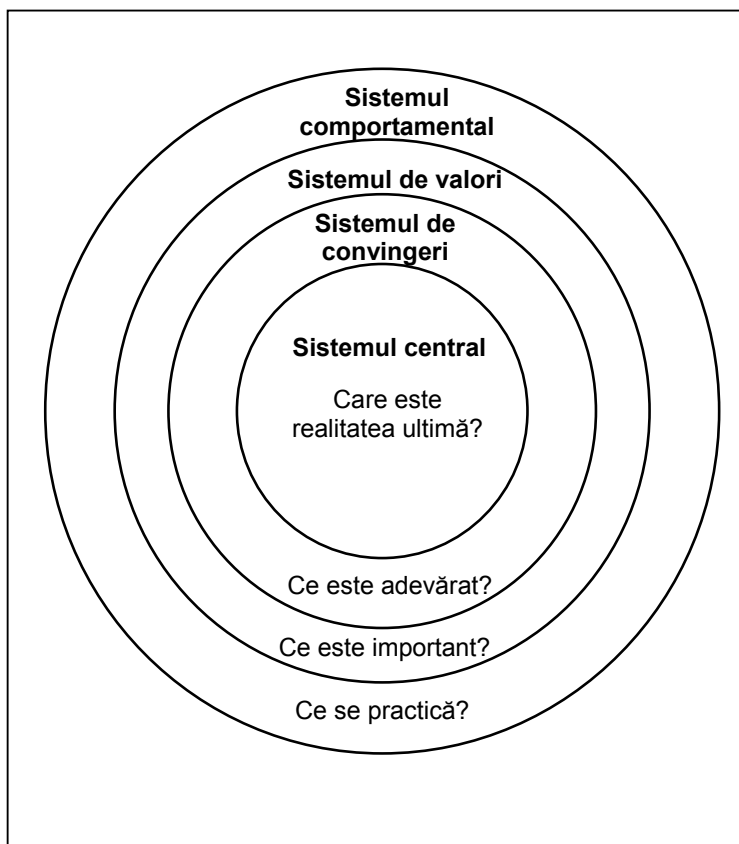 Sistemul
comportamental
Sistemul de valori
Sistemul de
convingeri
Sistemul central
Care este
realitatea ultimă?
Ce este adevărat?
Ce este important?
Ce se practică?